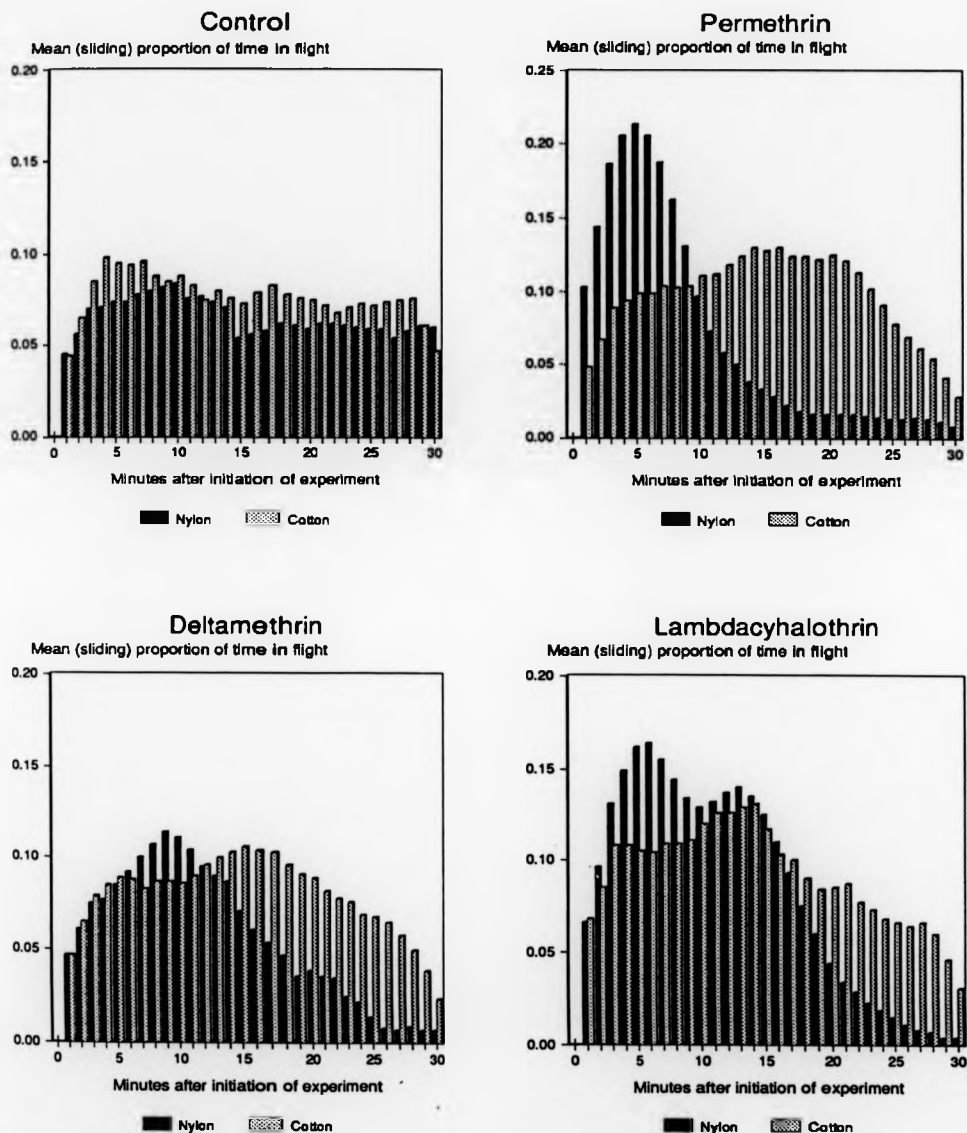 Control
Mean (sliding) proportion of time in flight
0.20
0.15
0.10
0.05
0.00
0 5 10 15 20 25 30
Minutes after initiation of experiment
Nylon Cotton
Permethrin
Mean (sliding) proportion of time in flight
0.25
0.20
0.15
0.10
0.05
0.00
0 5 10 15 20 25 30
Minutes after initiation of experiment
Nylon Cotton
Deltamethrin
Mean (sliding) proportion of time in flight
0.20
0.15
0.10
0.05
0.00
0 5 10 15 20 25 30
Minutes after initiation of experiment
Nylon Cotton
Lambdacyhalothrin
Mean (sliding) proportion of time in flight
0.20
0.15
0.10
0.05
0.00
0 5 10 15 20 25 30
Minutes after initiation of experiment
Nylon Cotton